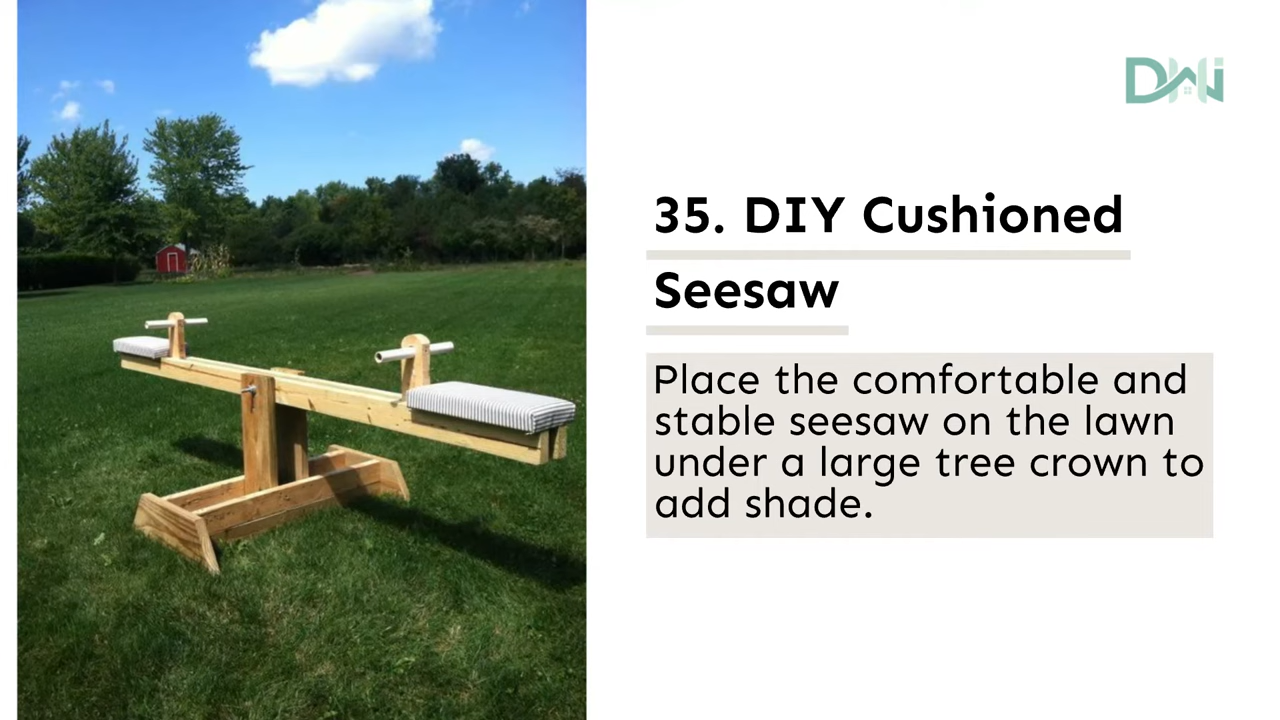 DHi
35. DIY Cushioned
Seesaw
Place the comfortable and
stable seesaw on the lawn
under a large tree crown to
add shade.